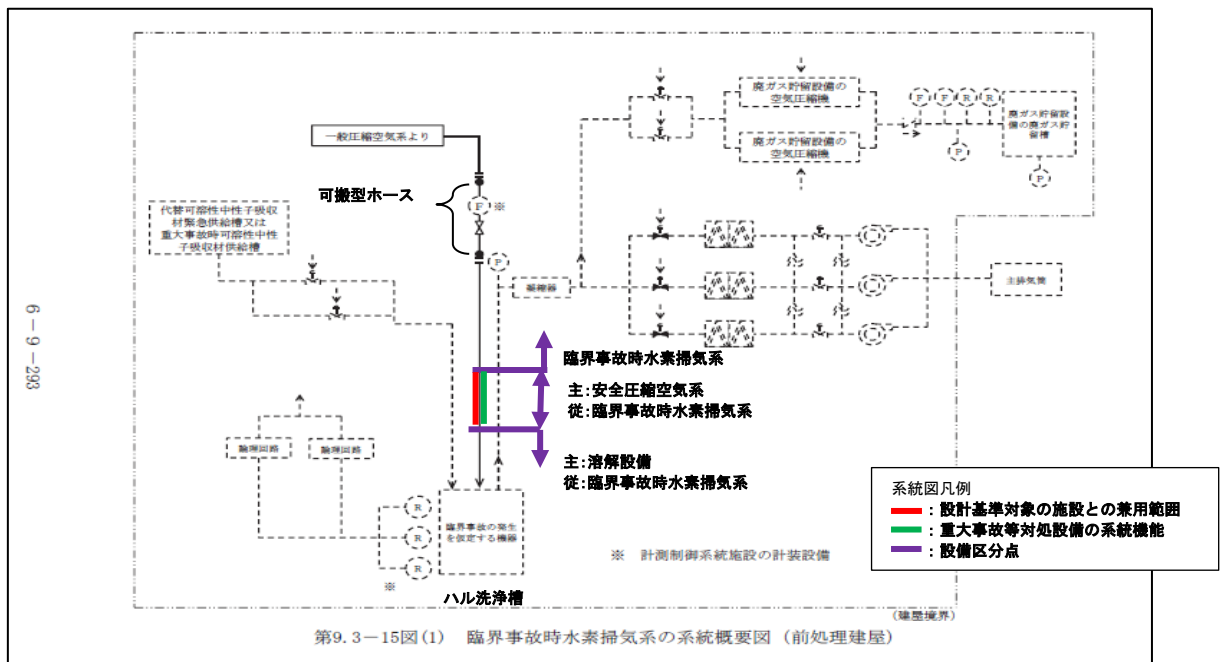 廃ガス貯留設備の
空気圧縮機
廃ガス貯留設備の
空気圧縮機
F
F
R
R
P
廃ガス貯留設
備の廃ガス貯
留槽
P
一般圧縮空気系より
可搬型ホース
F
※
P
代替可溶性中性子吸収
材緊急供給槽又は
重大事故時可溶性中性
子吸収材供給槽
凝縮器
主排気筒
臨界事故時水素掃気系
主：安全圧縮空気系
従：臨界事故時水素掃気系
主：溶解設備
従：臨界事故時水素掃気系
論理回路
論理回路
R
R
R
※
臨界事故の発生
を仮定する機器
ハル洗浄槽
※ 計測制御系統施設の計装設備
系統図凡例
：設計基準対象の施設との兼用範囲
：重大事故等対処設備の系統機能
：設備区分点
（建屋境界）
第9.3－15図(1) 臨界事故時水素掃気系の系統概要図（前処理建屋）
6－9－293